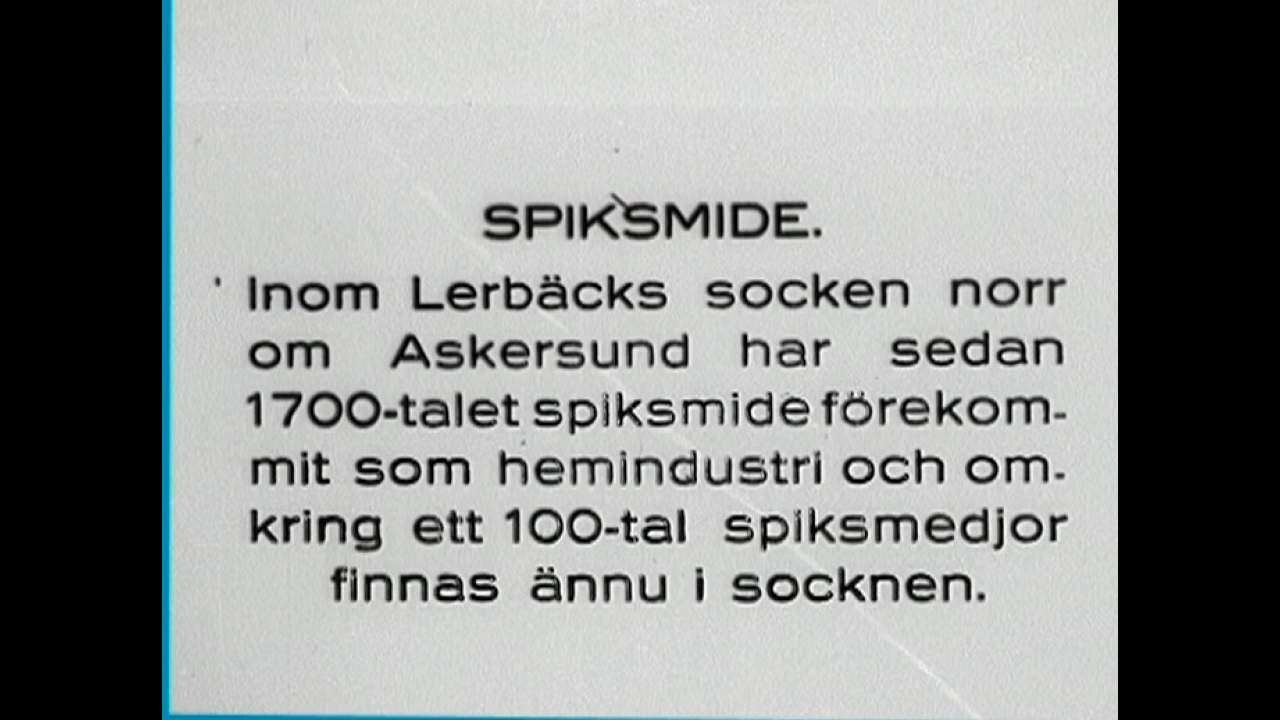 SPIKSMIDE.
Inom Lerbäcks socken norr
om Askersund har sedan
1700-talet spiksmide förekom-
mit som hemindustri och om-
kring ett 100-tal spiksmedjor
finnas ännu i socknen.